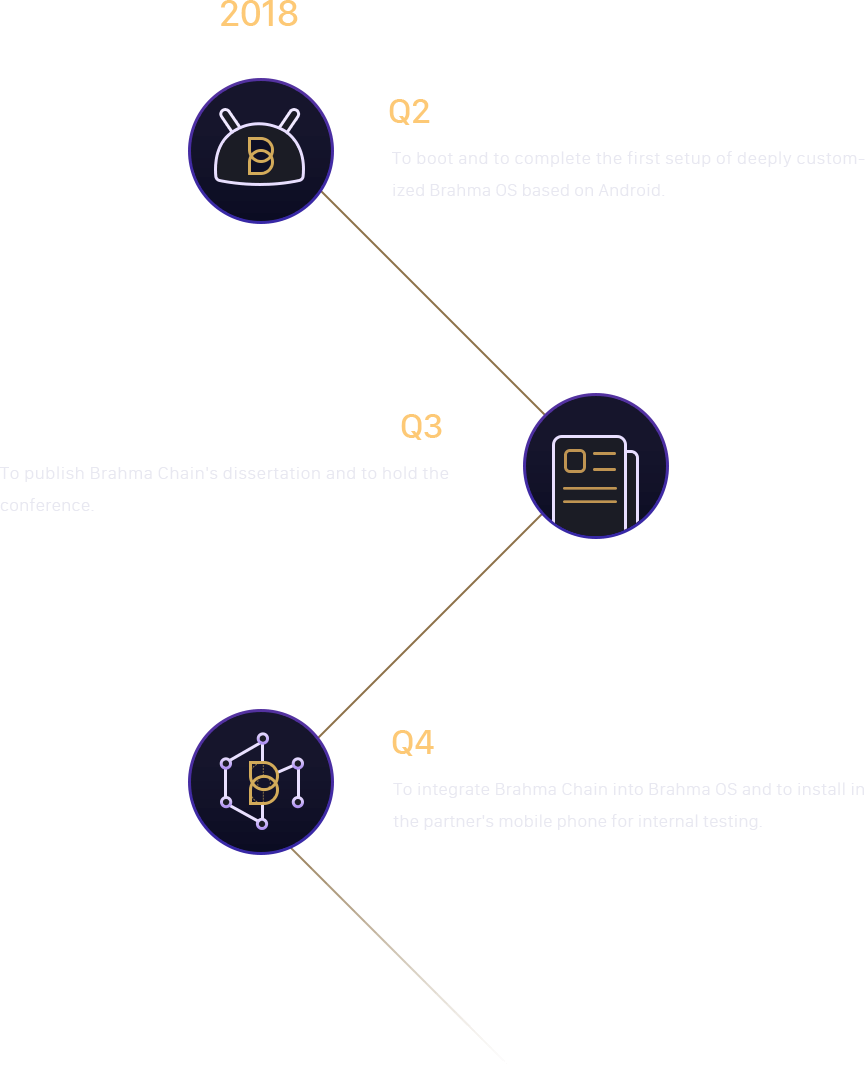 2018
Q2
To boot and to complete the first setup of deeply custom-
ized Brahma OS based on Android.
Q3
To publish Brahma Chain's dissertation and to hold the
conference.
Q4
To integrate Brahma Chain into Brahma OS and to install in
the partner's mobile phone for internal testing.